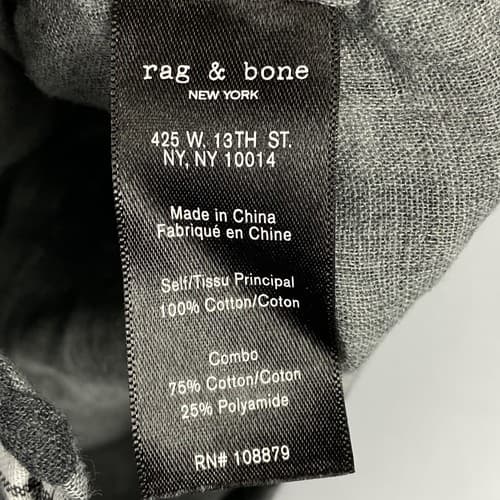 rag & bone
NEW YORK
425 W. 13TH ST.
NY, NY 10014
Made in China
Fabriqué en Chine
Self/Tissu Principal
100% Cotton/Coton
Combo
75% Cotton/Coton
25% Polyamide
RN# 108879